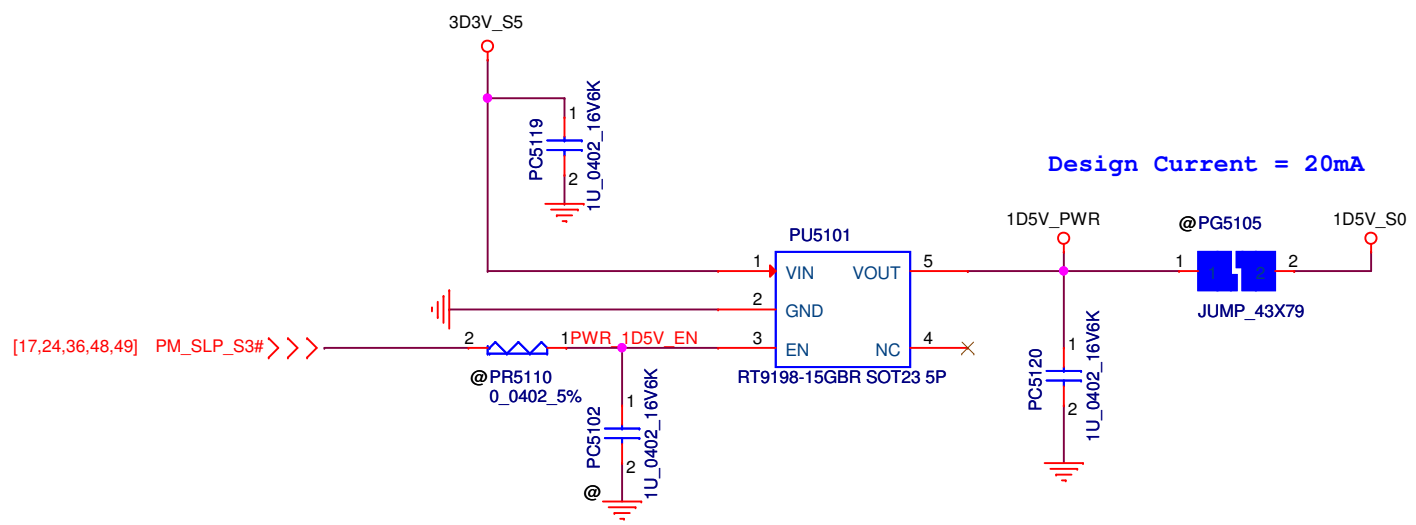 3D3V_S5
1
PC5119
1U_0402_16V6K
2
Design Current = 20mA
1D5V_PWR
@PG5105
1D5V_S0
PU5101
1 VIN VOUT 5
1 1 2 2
2 GND
JUMP_43X79
[17,24,36,48,49] PM_SLP_S3#
2 1 PWR_1D5V_EN 3 EN NC 4
@PR5110
0_0402_5%
RT9198-15GBR SOT23 5P
1
PC5102
1U_0402_16V6K
2
@
1
PC5120
1U_0402_16V6K
2